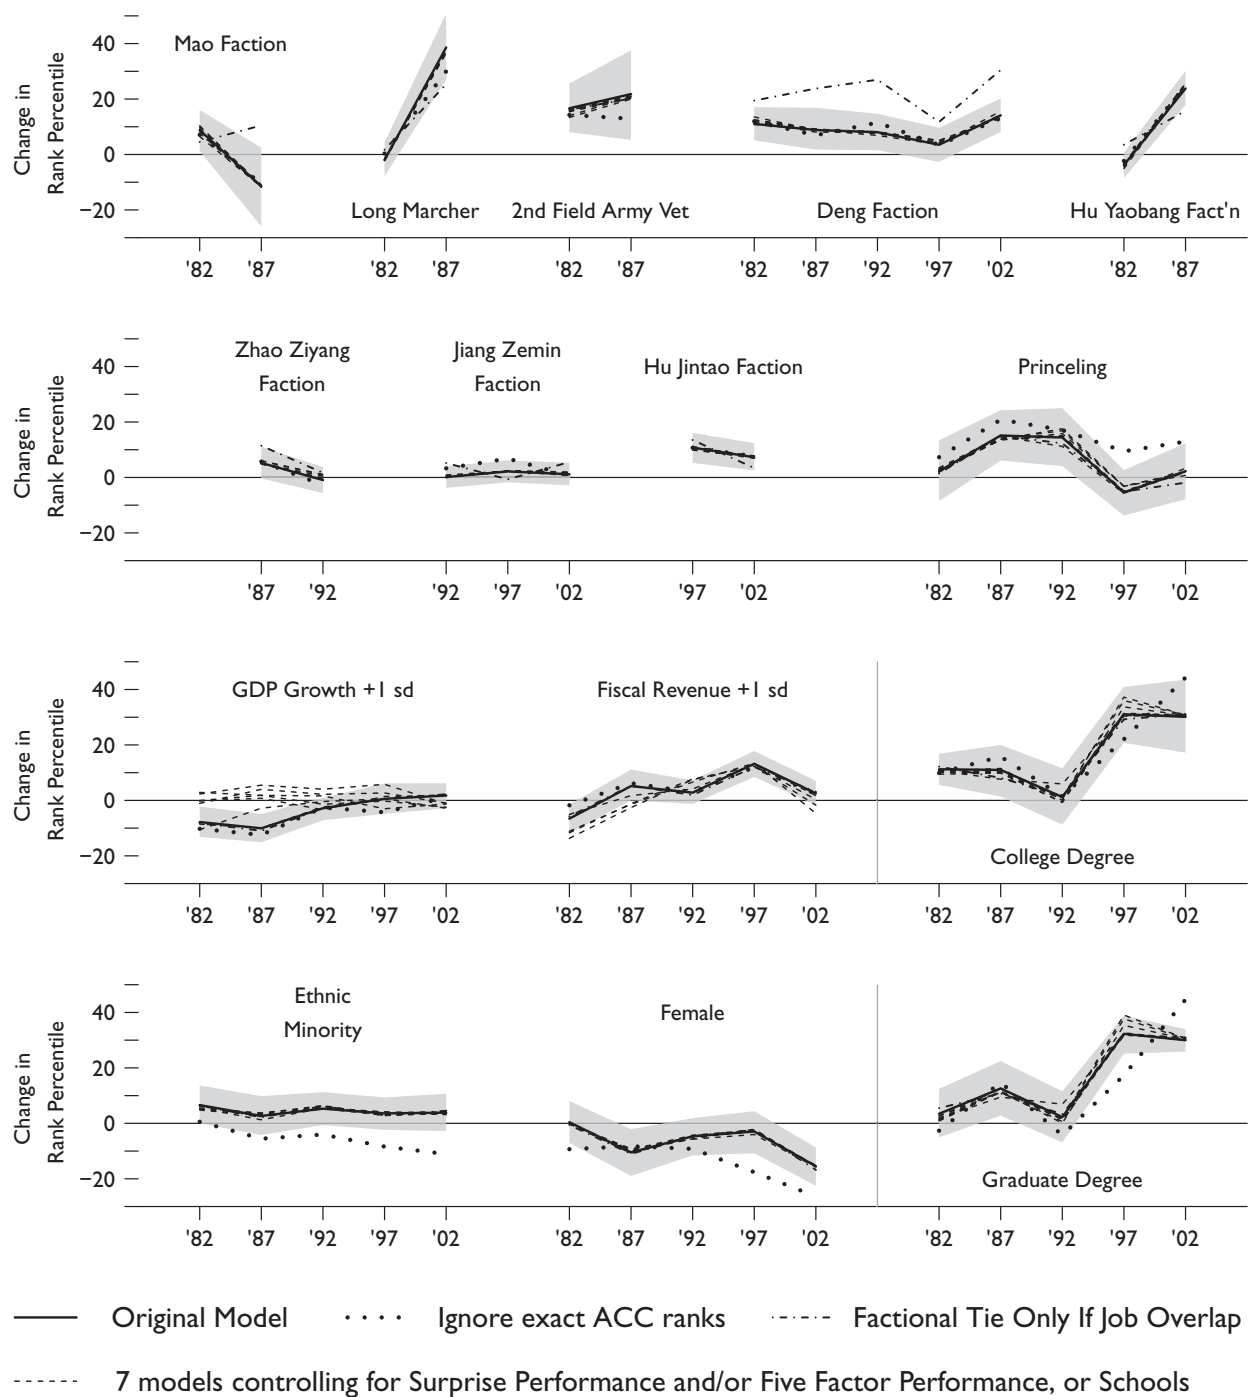 Change in
Rank Percentile
40
20
0
−20
Mao Faction
Long Marcher
2nd Field Army Vet
Deng Faction
Hu Yaobang Fact'n
'82 '87 '82 '87 '82 '87 '82 '87 '92 '97 '02 '82 '87
Change in
Rank Percentile
40
20
0
−20
Zhao Ziyang
Faction
Jiang Zemin
Faction
Hu Jintao Faction
Princeling
'87 '92 '92 '97 '02 '97 '02 '82 '87 '92 '97 '02
Change in
Rank Percentile
40
20
0
−20
GDP Growth +1 sd
Fiscal Revenue +1 sd
College Degree
'82 '87 '92 '97 '02 '82 '87 '92 '97 '02 '82 '87 '92 '97 '02
Change in
Rank Percentile
40
20
0
−20
Ethnic
Minority
Female
Graduate Degree
'82 '87 '92 '97 '02 '82 '87 '92 '97 '02 '82 '87 '92 '97 '02
Original Model Ignore exact ACC ranks Factional Tie Only If Job Overlap
7 models controlling for Surprise Performance and/or Five Factor Performance, or Schools